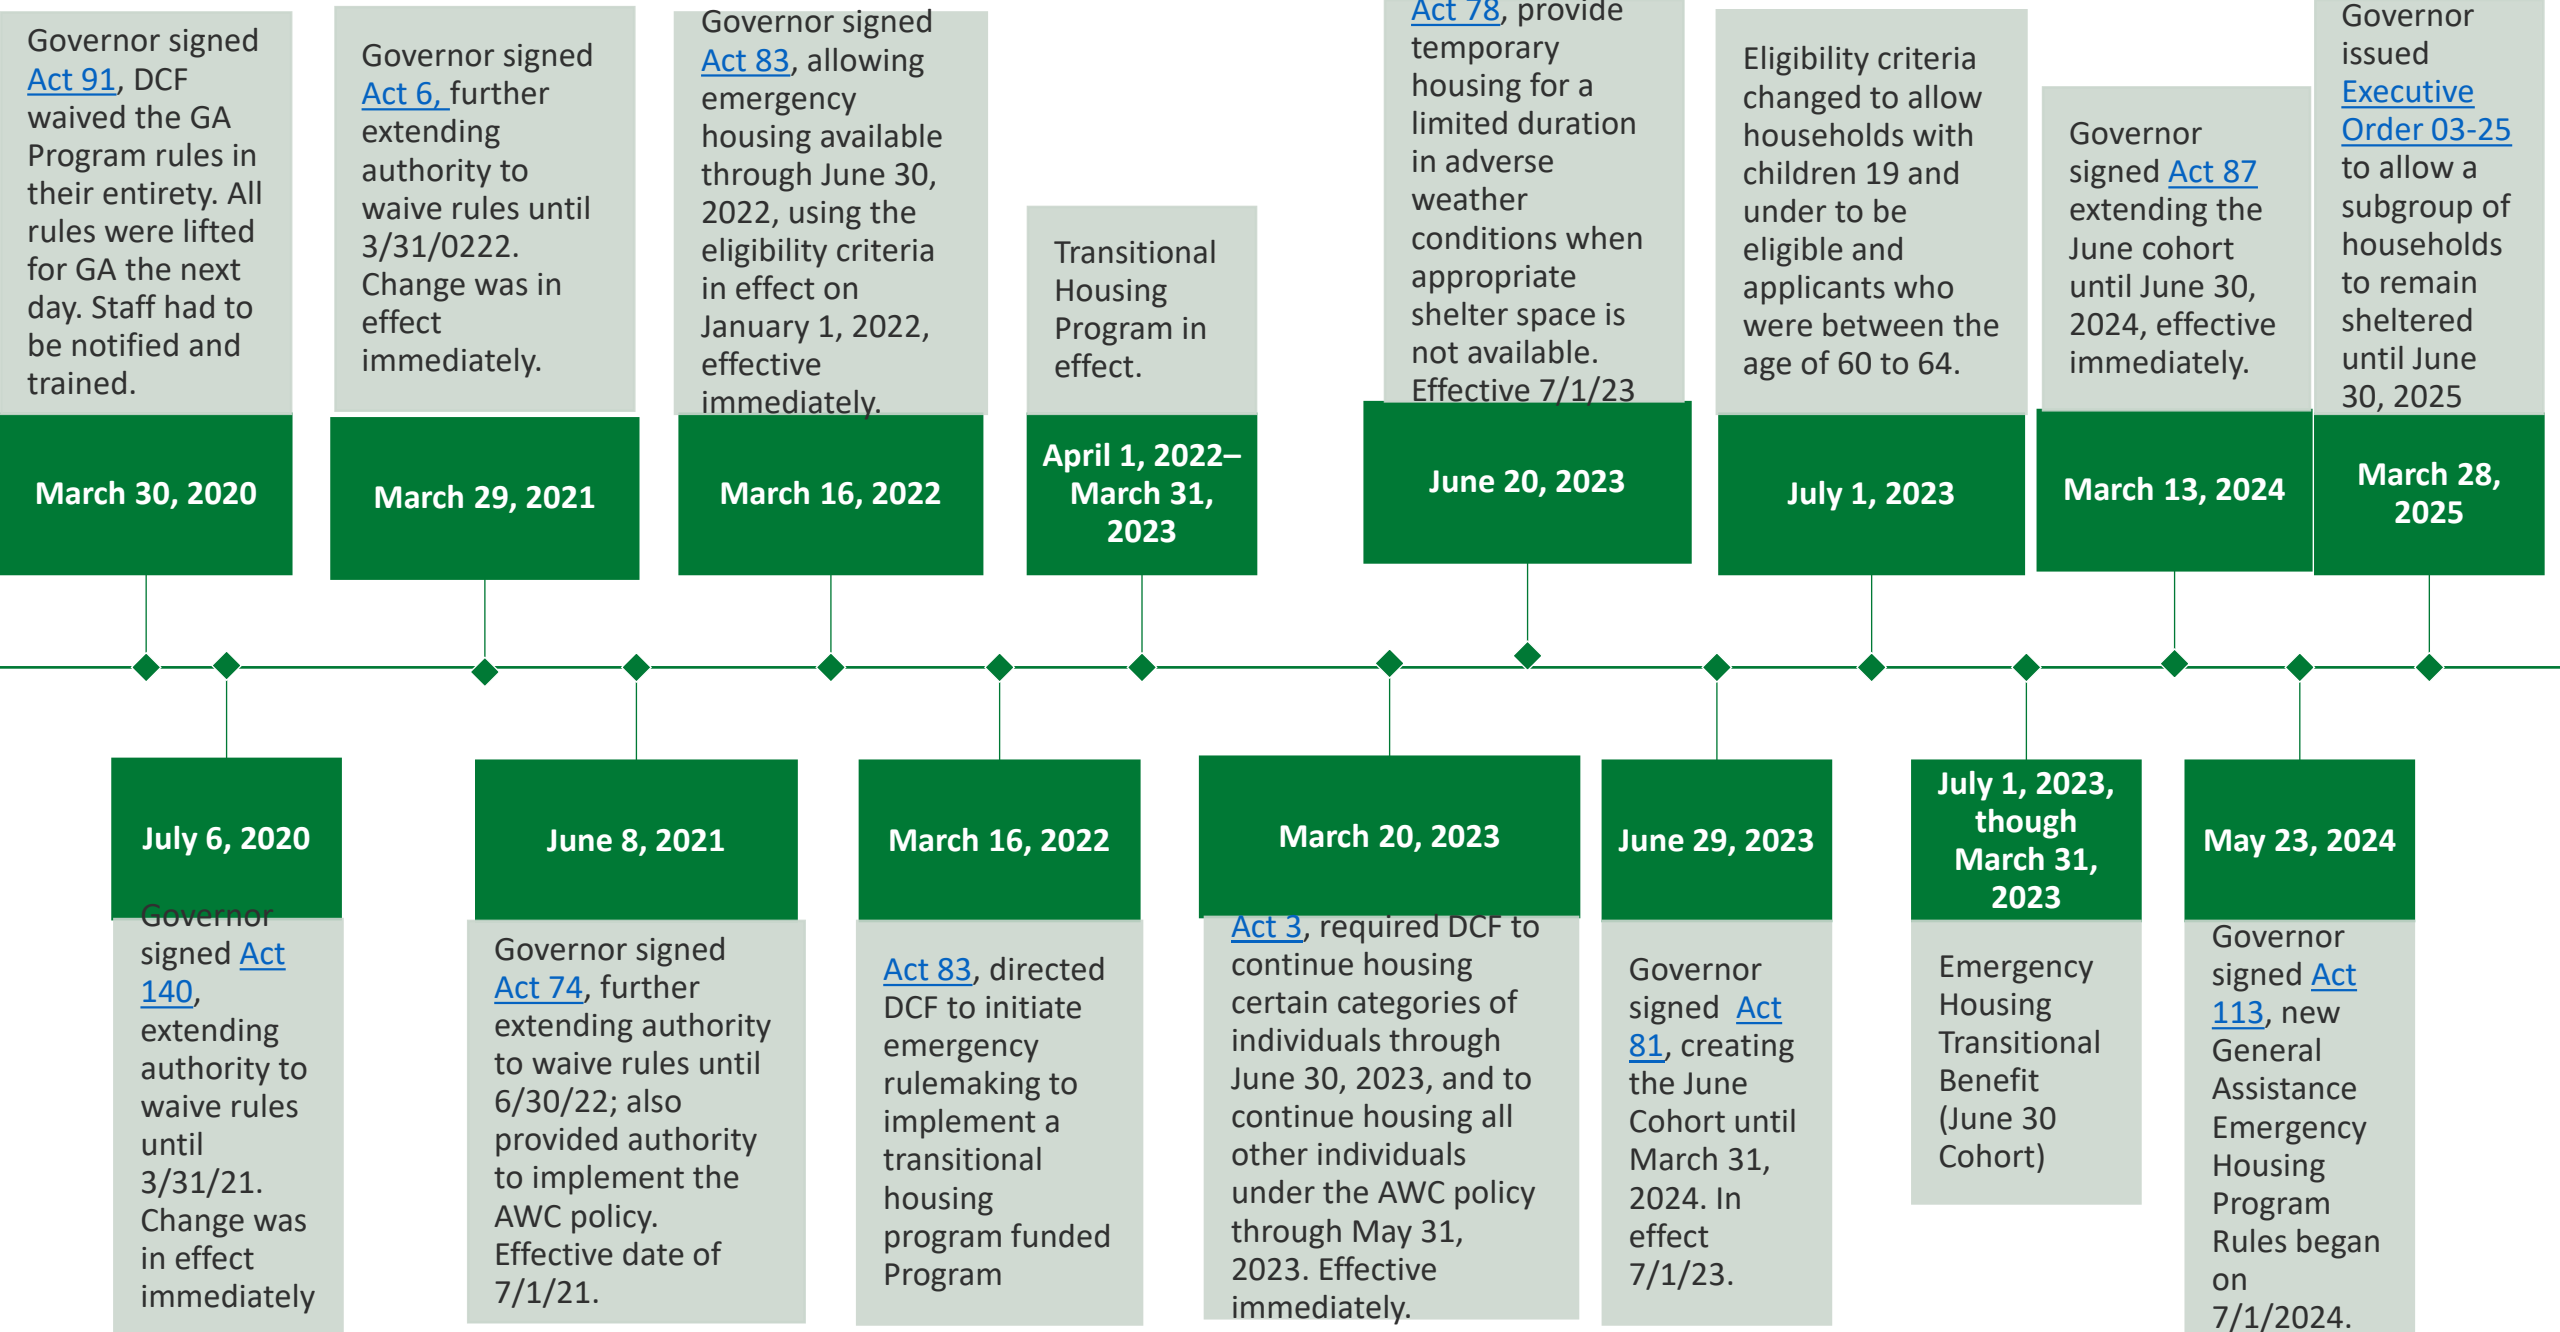 Governor signed
Act 91, DCF
waived the GA
Program rules in
their entirety. All
rules were lifted
for GA the next
day. Staff had to
be notified and
trained.
March 30, 2020
Governor signed
Act 6, further
extending
authority to
waive rules until
3/31/0222.
Change was in
effect
immediately.
March 29, 2021
Governor signed
Act 83, allowing
emergency
housing available
through June 30,
2022, using the
eligibility criteria
in effect on
January 1, 2022,
effective
immediately.
March 16, 2022
Transitional
Housing
Program in
effect.
April 1, 2022–
March 31,
2023
Act 78, provide
temporary
housing for a
limited duration
in adverse
weather
conditions when
appropriate
shelter space is
not available.
Effective 7/1/23
June 20, 2023
Eligibility criteria
changed to allow
households with
children 19 and
under to be
eligible and
applicants who
were between the
age of 60 to 64.
July 1, 2023
Governor
signed Act 87
extending the
June cohort
until June 30,
2024, effective
immediately.
March 13, 2024
Governor
issued
Executive
Order 03-25
to allow a
subgroup of
households
to remain
sheltered
until June
30, 2025
March 28,
2025
July 6, 2020
Governor
signed Act
140,
extending
authority to
waive rules
until
3/31/21.
Change was
in effect
immediately
June 8, 2021
Governor signed
Act 74, further
extending authority
to waive rules until
6/30/22; also
provided authority
to implement the
AWC policy.
Effective date of
7/1/21.
March 16, 2022
Act 83, directed
DCF to initiate
emergency
rulemaking to
implement a
transitional
housing
program funded
Program
March 20, 2023
Act 3, required DCF to
continue housing
certain categories of
individuals through
June 30, 2023, and to
continue housing all
other individuals
under the AWC policy
through May 31,
2023. Effective
immediately.
June 29, 2023
Governor
signed Act
81, creating
the June
Cohort until
March 31,
2024. In
effect
7/1/23.
July 1, 2023,
though
March 31,
2023
Emergency
Housing
Transitional
Benefit
(June 30
Cohort)
May 23, 2024
Governor
signed Act
113, new
General
Assistance
Emergency
Housing
Program
Rules began
on
7/1/2024.